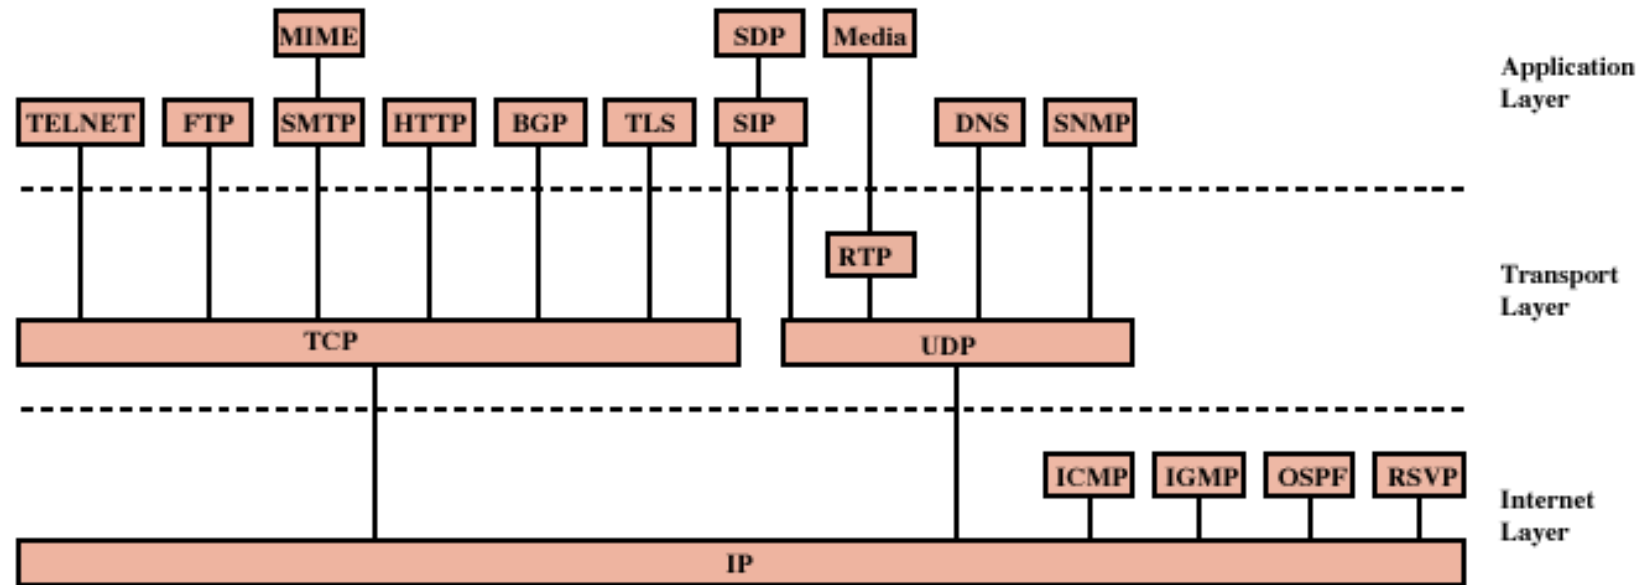 MIME
SDP
Media
Application
Layer
TELNET
FTP
SMTP
HTTP
BGP
TLS
SIP
DNS
SNMP
RTP
Transport
Layer
TCP
UDP
ICMP
IGMP
OSPF
RSVP
Internet
Layer
IP